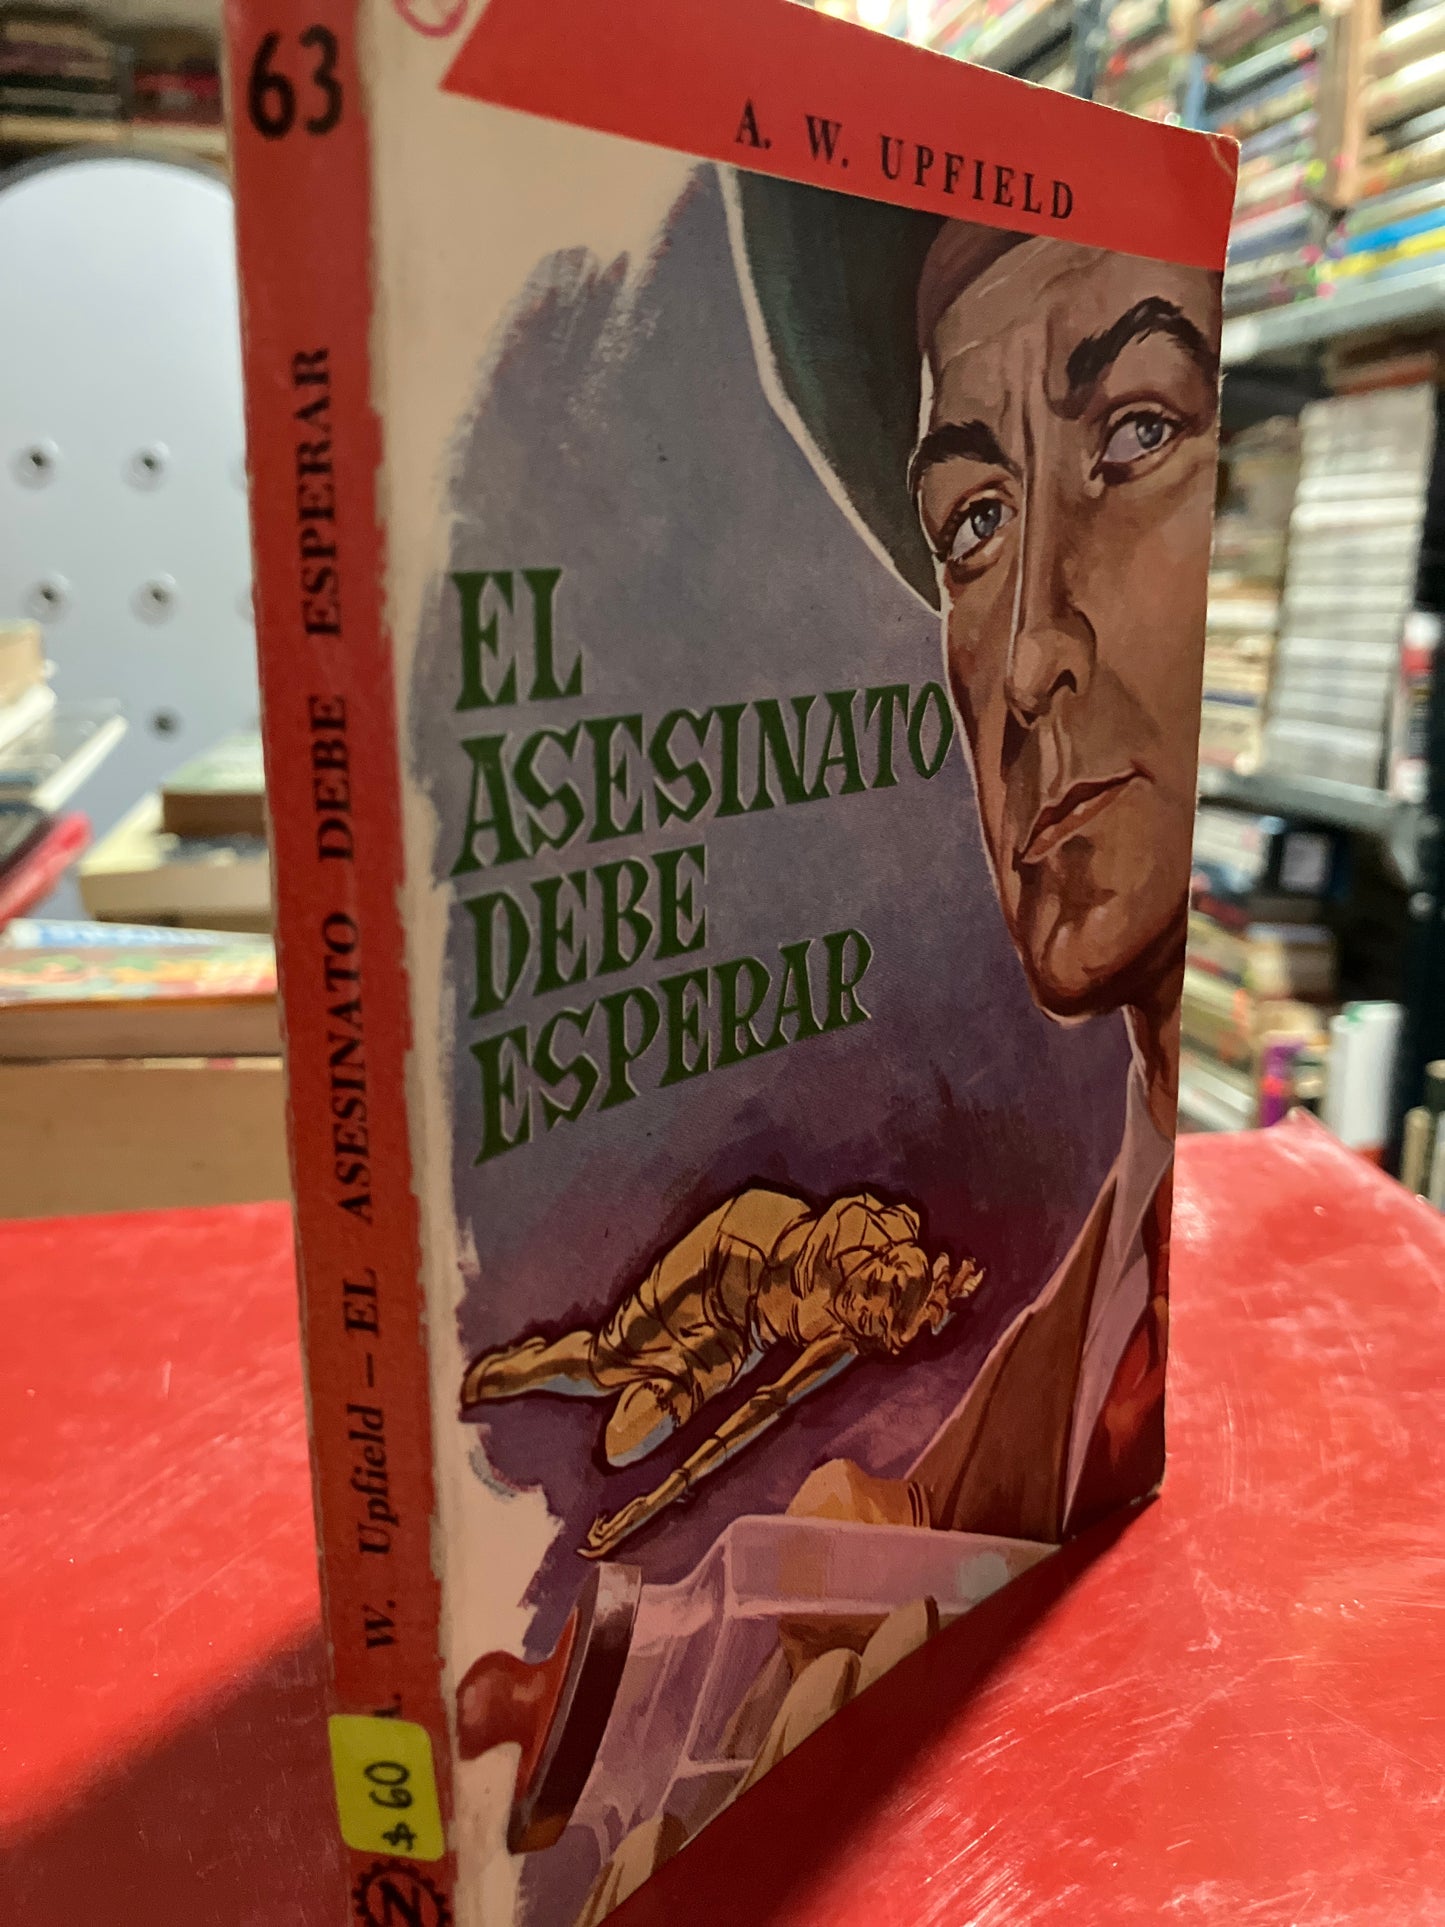 63
A. W. UPFIELD
EL
ASESINATO
DEBE
ESPERAR
A. W. Upfield – EL ASESINATO DEBE ESPERAR
$ 60
Z